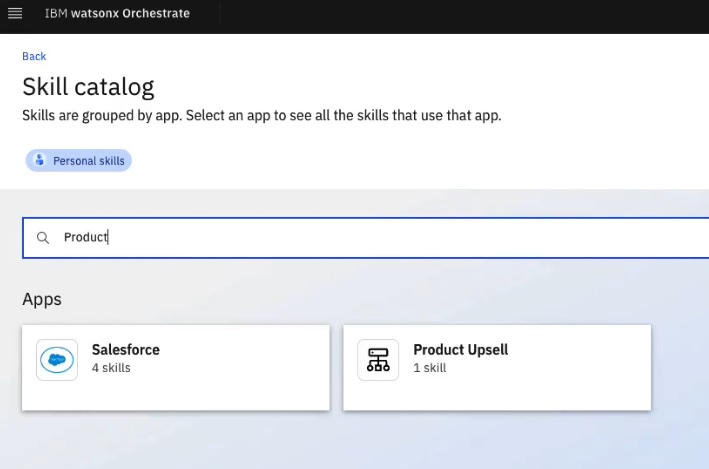 IBM watsonx Orchestrate
Back
Skill catalog
Skills are grouped by app. Select an app to see all the skills that use that app.
Personal skills
Product
Apps
Salesforce
4 skills
Product Upsell
1 skill